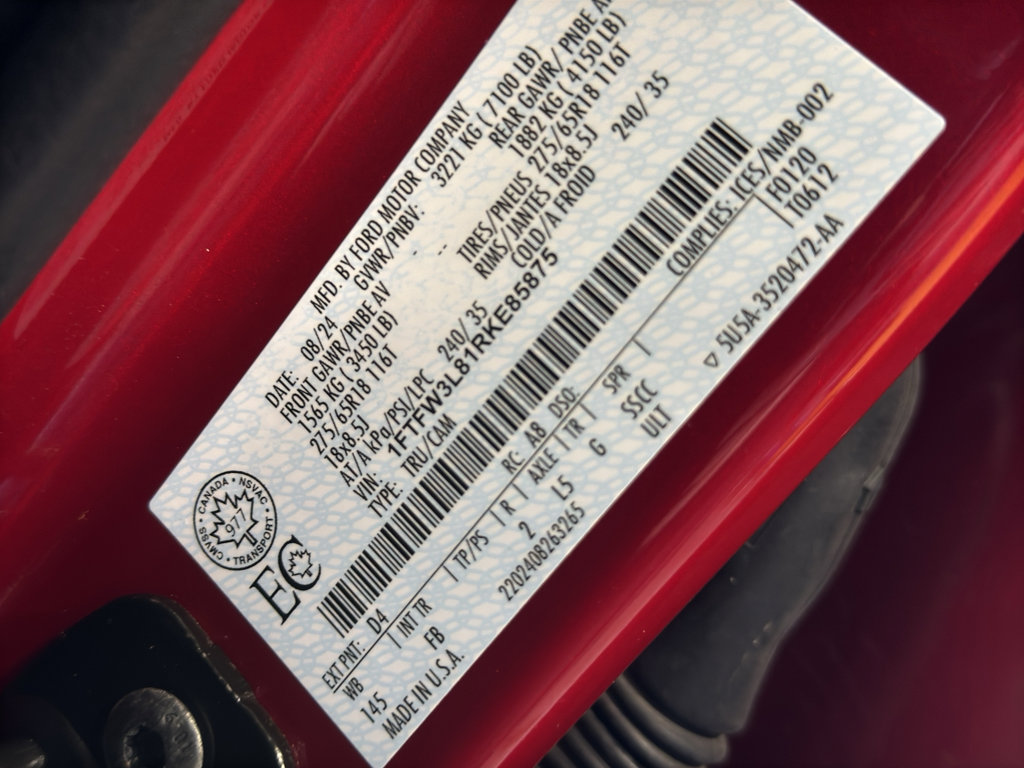 MFD. BY FORD MOTOR COMPANY
DATE: 08/24 GVWR/PNBV: 3221 KG ( 7100 LB)
FRONT GAWR/PNBE AV REAR GAWR/ PNBE
1565 KG ( 3450 LB) 1882 KG ( 4150 LB)
275/65R18 116T TIRES/PNEUS 275/65R18 116T
18x8.5J RIMS/JANTES 18x8.5J
AT/A kPa/PSI/LPC 240/ 35 COLD/A FROID 240/ 35
VIN: 1FTFW3L81RKE85875
TYPE: TRU/CAM
CANADA • NSVAC
CMVSS • TRANSPORT
977
EC
COMPLIES: ICES/NMB-002
EXT PNT: D4 RC A8 DSO: F0120
WB | INT TR | TP/PS | R | AXLE | TR | SPR | T0612
145 FB 2 L5 G SSCC
MADE IN U.S.A. 2202408263265 ULT ▽ 5U5A-3520472-AA